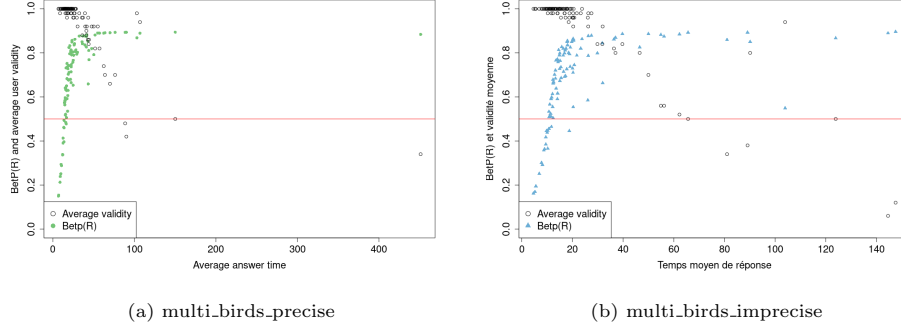 BetP(R) and average user validity
1.0
0.8
0.6
0.4
0.2
0.0
Average validity
Betp(R)
0
100
200
300
400
Average answer time
BetP(R) et validité moyenne
1.0
0.8
0.6
0.4
0.2
0.0
Average validity
Betp(R)
0
20
40
60
80
100
120
140
Temps moyen de réponse
(a) multi_birds_precise
(b) multi_birds_imprecise